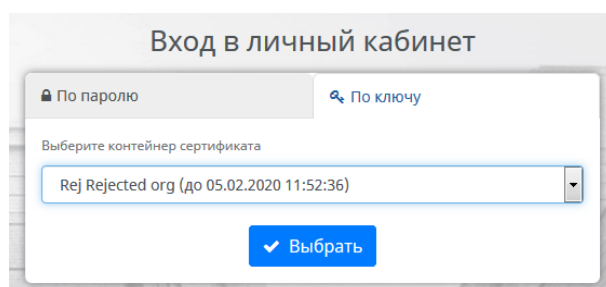 Вход в личный кабинет
По паролю
По ключу
Выберите контейнер сертификата
Rej Rejected org (до 05.02.2020 11:52:36)
Выбрать